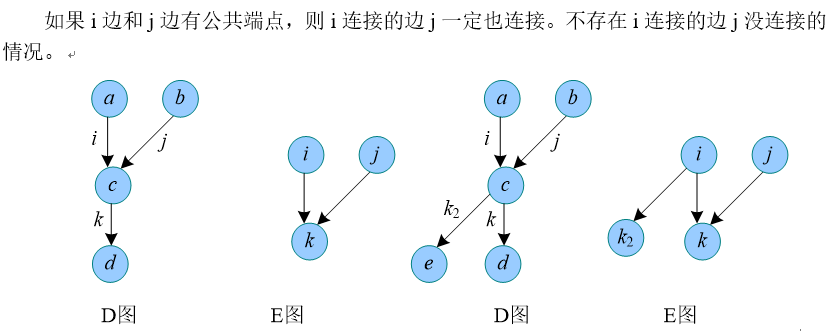 如果 i 边和 j 边有公共端点，则 i 连接的边 j 一定也连接。不存在 i 连接的边 j 没连接的
情况。
a b a b
i j i j i j i j
c c
k k k₂ k k₂ k
d e d
D图 E图 D图 E图